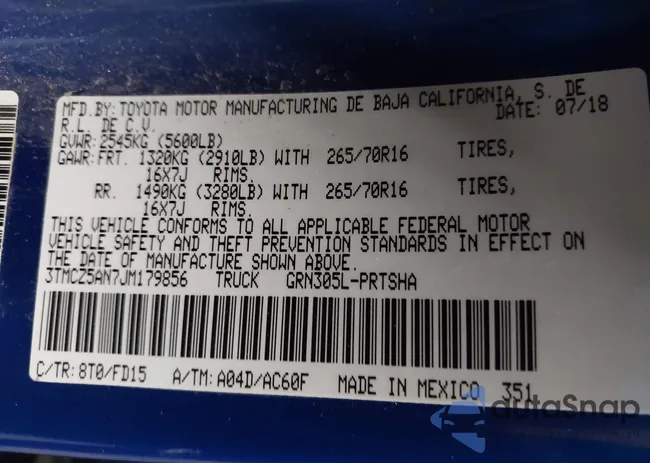 MFD.BY:TOYOTA MOTOR MANUFACTURING DE BAJA CALIFORNIA, S. DE
R.L. DE C.V. DATE: 07/18
GVWR:2545KG (5600LB)
GAWR:FRT. 1320KG (2910LB) WITH 265/70R16 TIRES,
16X7J RIMS.
RR. 1490KG (3280LB) WITH 265/70R16 TIRES,
16X7J RIMS.
THIS VEHICLE CONFORMS TO ALL APPLICABLE FEDERAL MOTOR
VEHICLE SAFETY AND THEFT PREVENTION STANDARDS IN EFFECT ON
THE DATE OF MANUFACTURE SHOWN ABOVE.
3TMCZ5AN7JM179856 TRUCK GRN305L-PRTSHA
C/TR:8T0/FD15 A/TM:A04D/AC60F MADE IN MEXICO 351
autoSnap